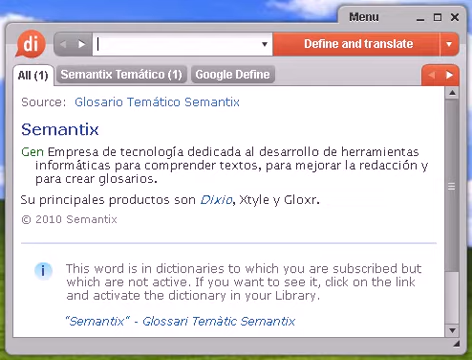 Menu
di
Define and translate
All (1)
Semantix Temático (1)
Google Define
Source: Glosario Temático Semantix
Semantix
Gen Empresa de tecnología dedicada al desarrollo de herramientas
informáticas para comprender textos, para mejorar la redacción y
para crear glosarios.
Su principales producto son Dixio, Xtyle y Gloxr.
© 2010 Semantix
i
This word is in dictionaries to which you are subscribed but
which are not active. If you want to see it, click on the link
and activate the dictionary in your Library.
"Semantix" - Glossari Temàtic Semantix